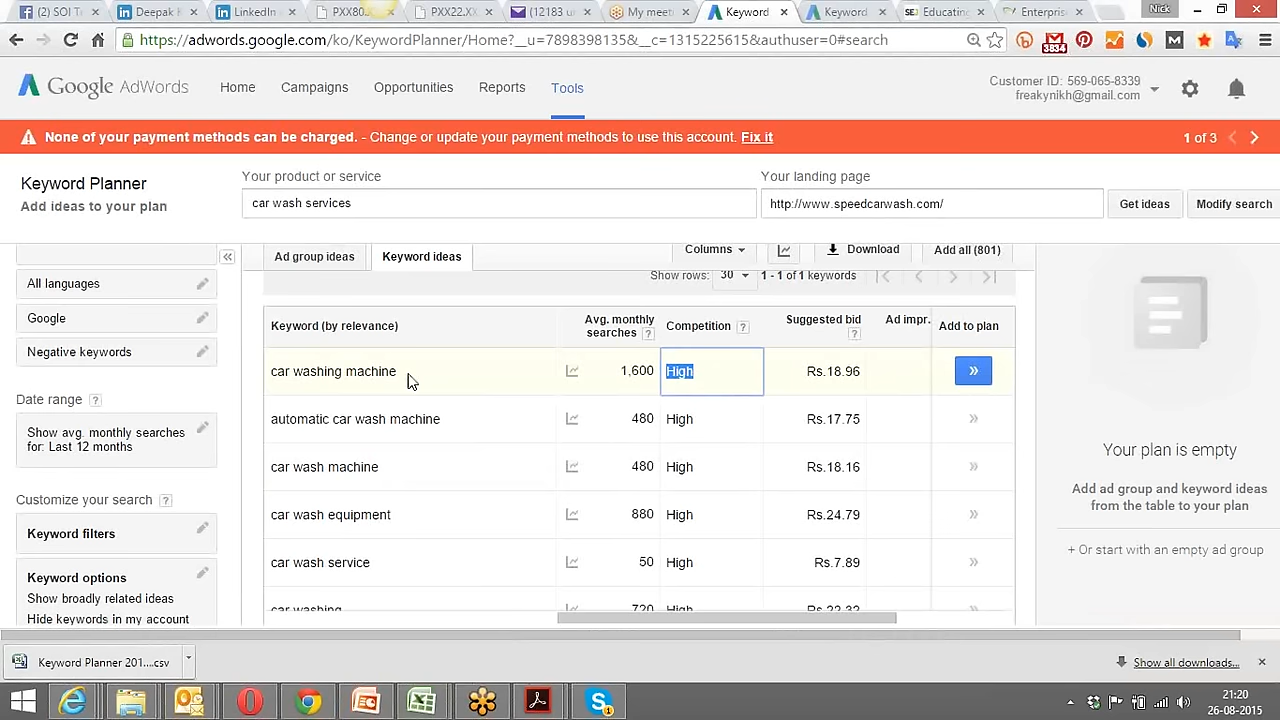 (2) SOI T
Deepak K
LinkedIn
PXX80
PXX22.X
(12183 u
My meeti
Keyword
Keyword
Educating
Enterpris
Nick
https://adwords.google.com/ko/KeywordPlanner/Home?__u=7898398135&__c=1315225615&authuser=0#search
3834
Google AdWords
Home
Campaigns
Opportunities
Reports
Tools
Customer ID: 569-065-8339
freakynikh@gmail.com
None of your payment methods can be charged. - Change or update your payment methods to use this account. Fix it
1 of 3
Keyword Planner
Add ideas to your plan
Your product or service
car wash services
Your landing page
http://www.speedcarwash.com/
Get ideas
Modify search
All languages
Google
Negative keywords
Date range ?
Show avg. monthly searches
for: Last 12 months
Customize your search ?
Keyword filters
Keyword options
Show broadly related ideas
Hide keywords in my account
Ad group ideas
Keyword ideas
Columns
Download
Add all (801)
Show rows: 30 1 - 1 of 1 keywords
Keyword (by relevance) Avg. monthly searches ? Competition ? Suggested bid ? Ad impr. Add to plan
car washing machine 1,600 High Rs.18.96 »
automatic car wash machine 480 High Rs.17.75 »
car wash machine 480 High Rs.18.16 »
car wash equipment 880 High Rs.24.79 »
car wash service 50 High Rs.7.89 »
car washing 720 High Rs.22.32 »
Your plan is empty
Add ad group and keyword ideas
from the table to your plan
+ Or start with an empty ad group
Keyword Planner 201....csv
Show all downloads...
21:20
26-08-2015